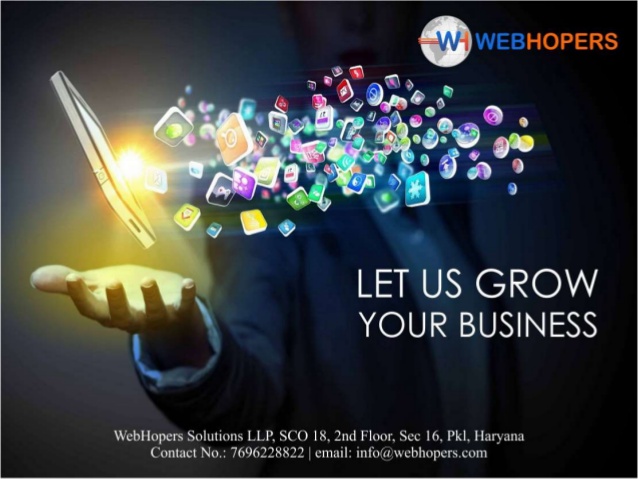 WEBHOPERS
LET US GROW
YOUR BUSINESS
WebHopers Solutions LLP, SCO 18, 2nd Floor, Sec 16, Pkl, Haryana
Contact No.: 7696228822 | email: info@webhopers.com